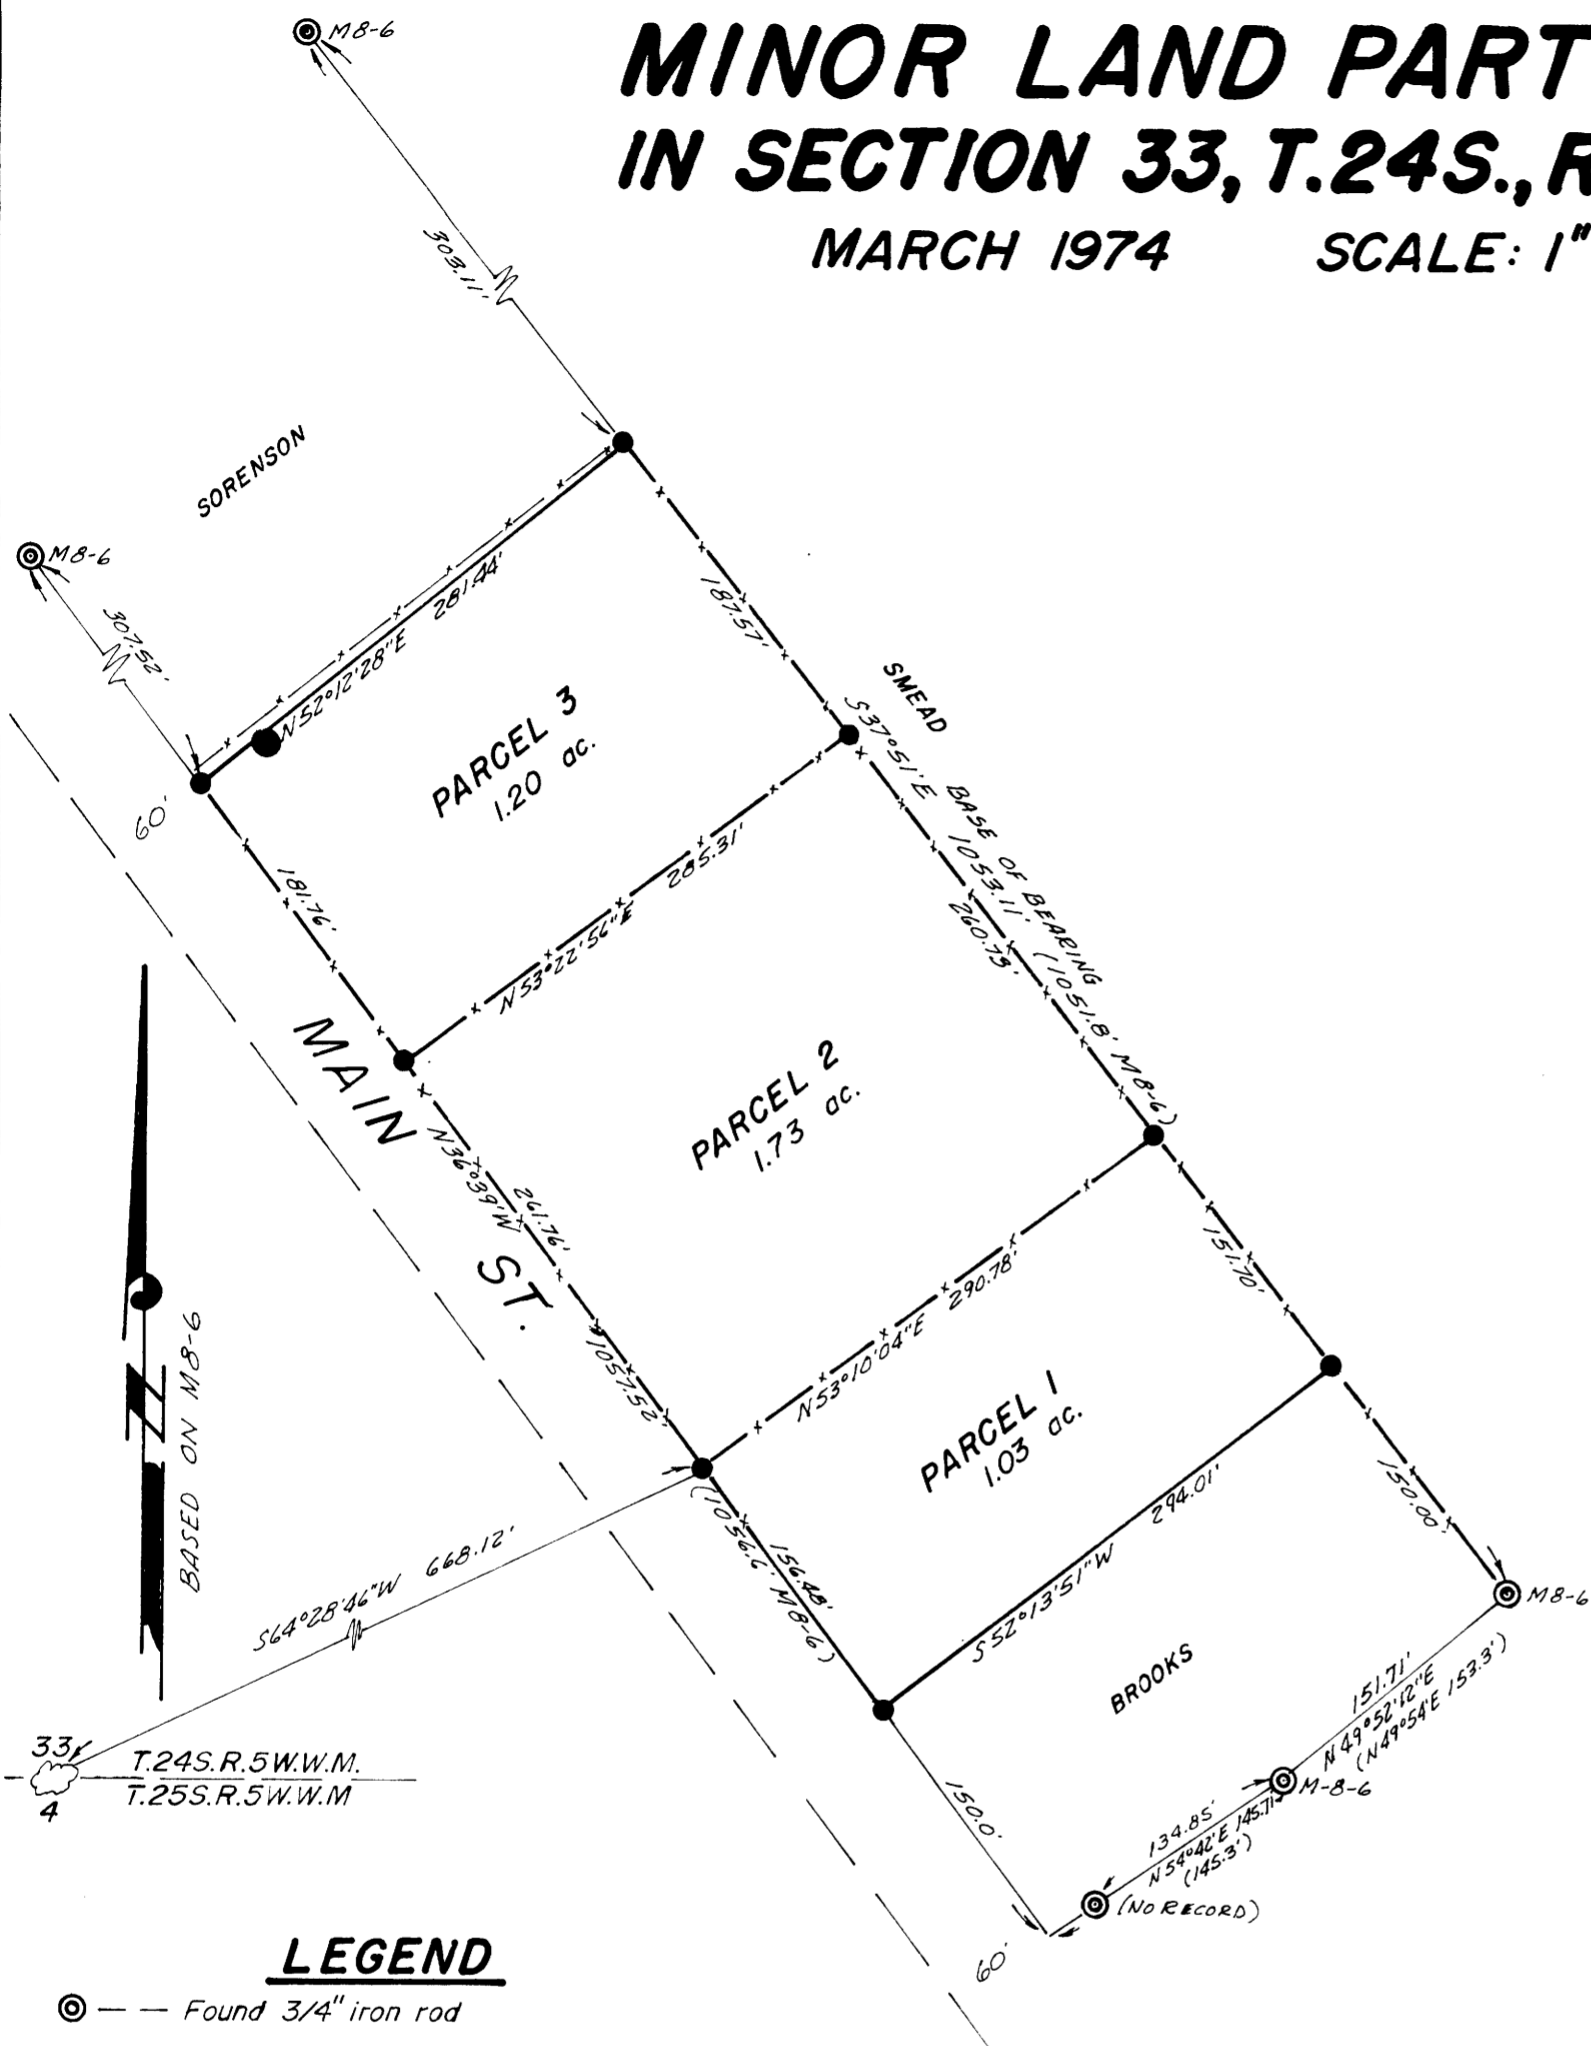 MINOR LAND PART
IN SECTION 33, T.24S., R
MARCH 1974 SCALE: 1"
M8-6
303.11'
SORENSON
M8-6
307.52'
N52°12'28"E 281.44'
187.57'
PARCEL 3
1.20 ac.
SMEAD
S37°51'E
BASE OF BEARING
1053.11' (1051.8' M8-6)
260.73'
60'
181.76'
N53°22'56"E 285.31'
MAIN ST.
N36°39'W
261.76'
1057.52'
(1056.6' M8-6)
PARCEL 2
1.73 ac.
151.70'
N53°10'04"E 290.78'
PARCEL 1
1.03 ac.
BASED ON M8-6
156.48'
S52°13'51"W 294.01'
150.00'
M8-6
S64°28'46"W 668.12'
BROOKS
151.71'
N49°52'12"E
(N49°54'E 153.3')
M-8-6
134.85'
N54°42'E 145.71'
(145.3')
(NO RECORD)
150.0'
60'
33
T.24S.R.5W.W.M.
T.25S.R.5W.W.M
4
LEGEND
Found 3/4" iron rod